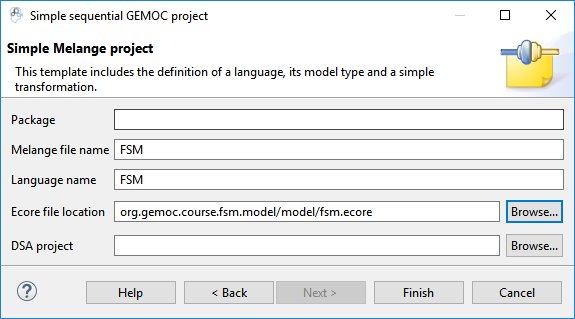 Simple sequential GEMOC project
Simple Melange project
This template includes the definition of a language, its model type and a simple
transformation.
Package
Melange file name FSM
Language name FSM
Ecore file location org.gemoc.course.fsm.model/model/fsm.ecore Browse...
DSA project Browse...
? Help < Back Next > Finish Cancel